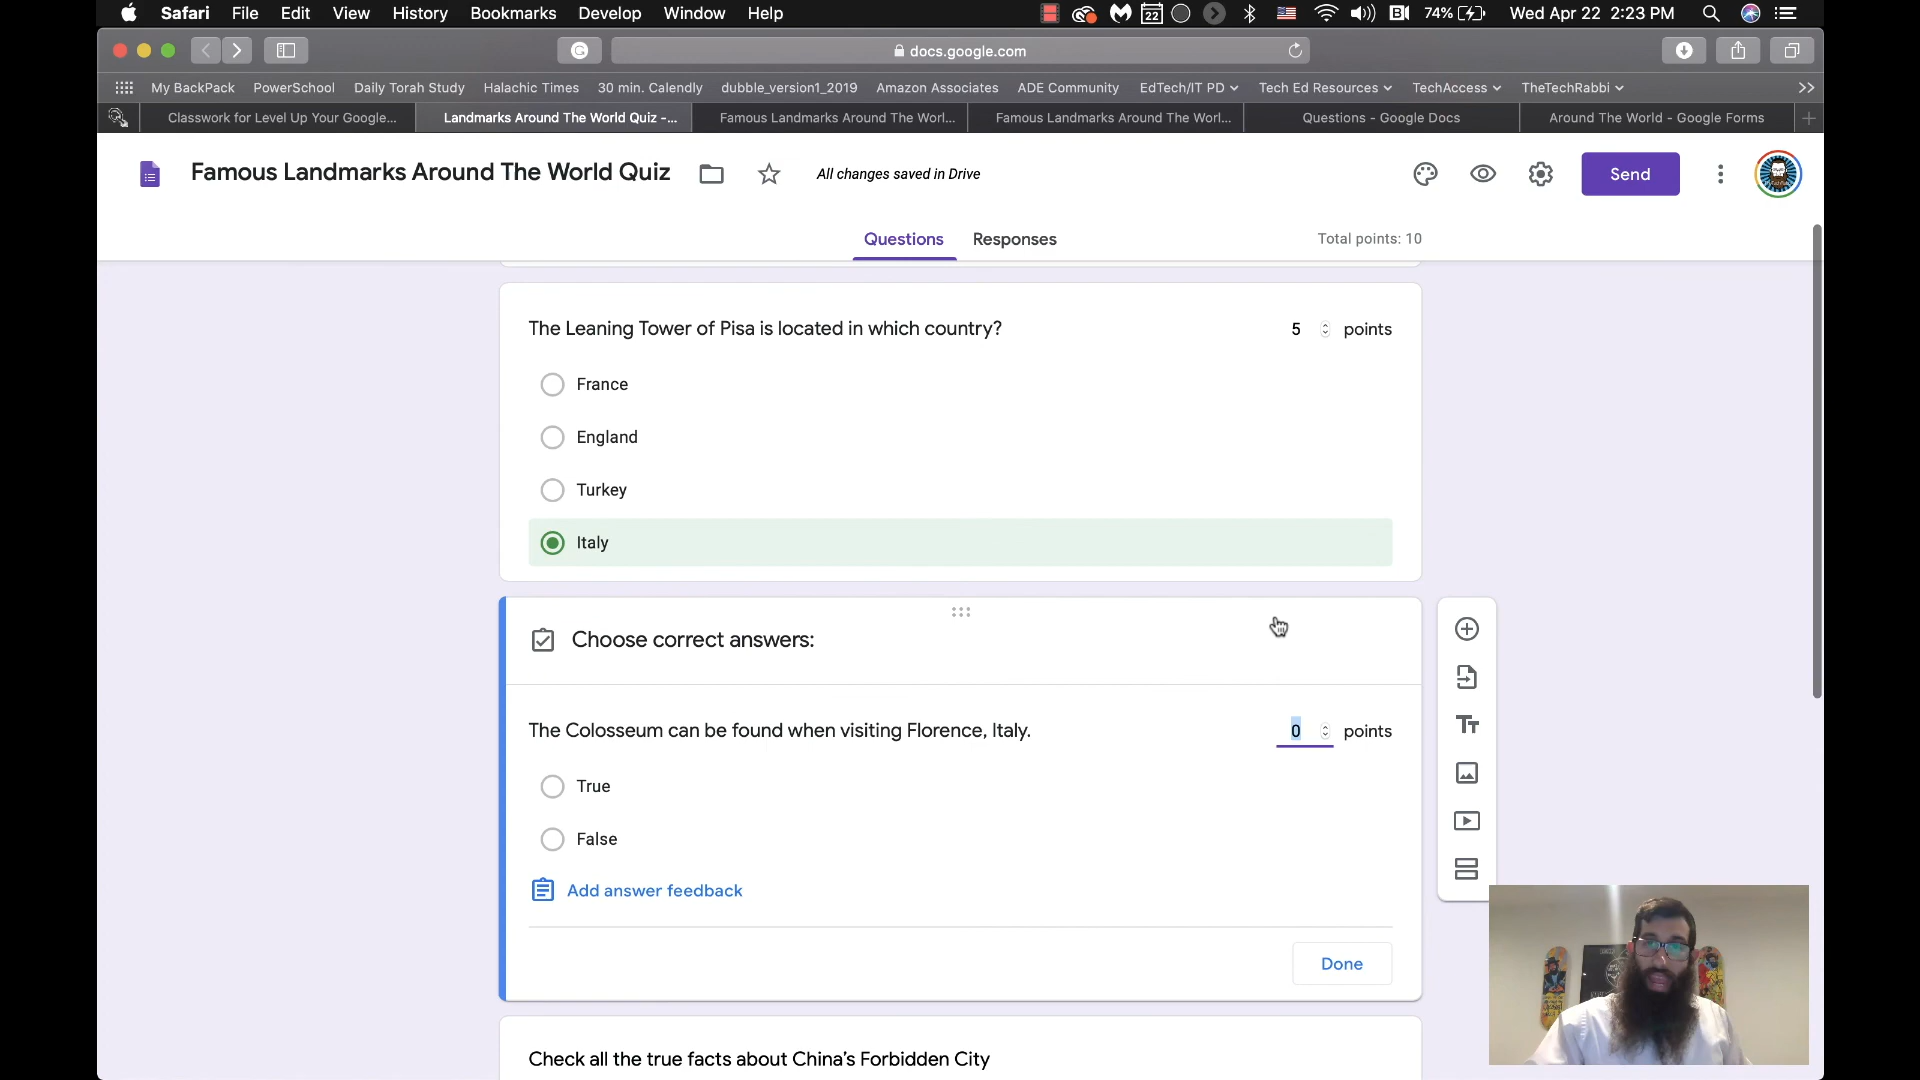 Safari File Edit View History Bookmarks Develop Window Help 22 74% Wed Apr 22 2:23 PM
docs.google.com
My BackPack PowerSchool Daily Torah Study Halachic Times 30 min. Calendly dubble_version1_2019 Amazon Associates ADE Community EdTech/IT PD Tech Ed Resources TechAccess TheTechRabbi
Classwork for Level Up Your Google... Landmarks Around The World Quiz -... Famous Landmarks Around The Worl... Famous Landmarks Around The Worl... Questions - Google Docs Around The World - Google Forms
Famous Landmarks Around The World Quiz All changes saved in Drive Send
Questions Responses Total points: 10
The Leaning Tower of Pisa is located in which country? 5 points
France
England
Turkey
Italy
Choose correct answers:
The Colosseum can be found when visiting Florence, Italy. 0 points
True
False
Add answer feedback
Done
Check all the true facts about China's Forbidden City